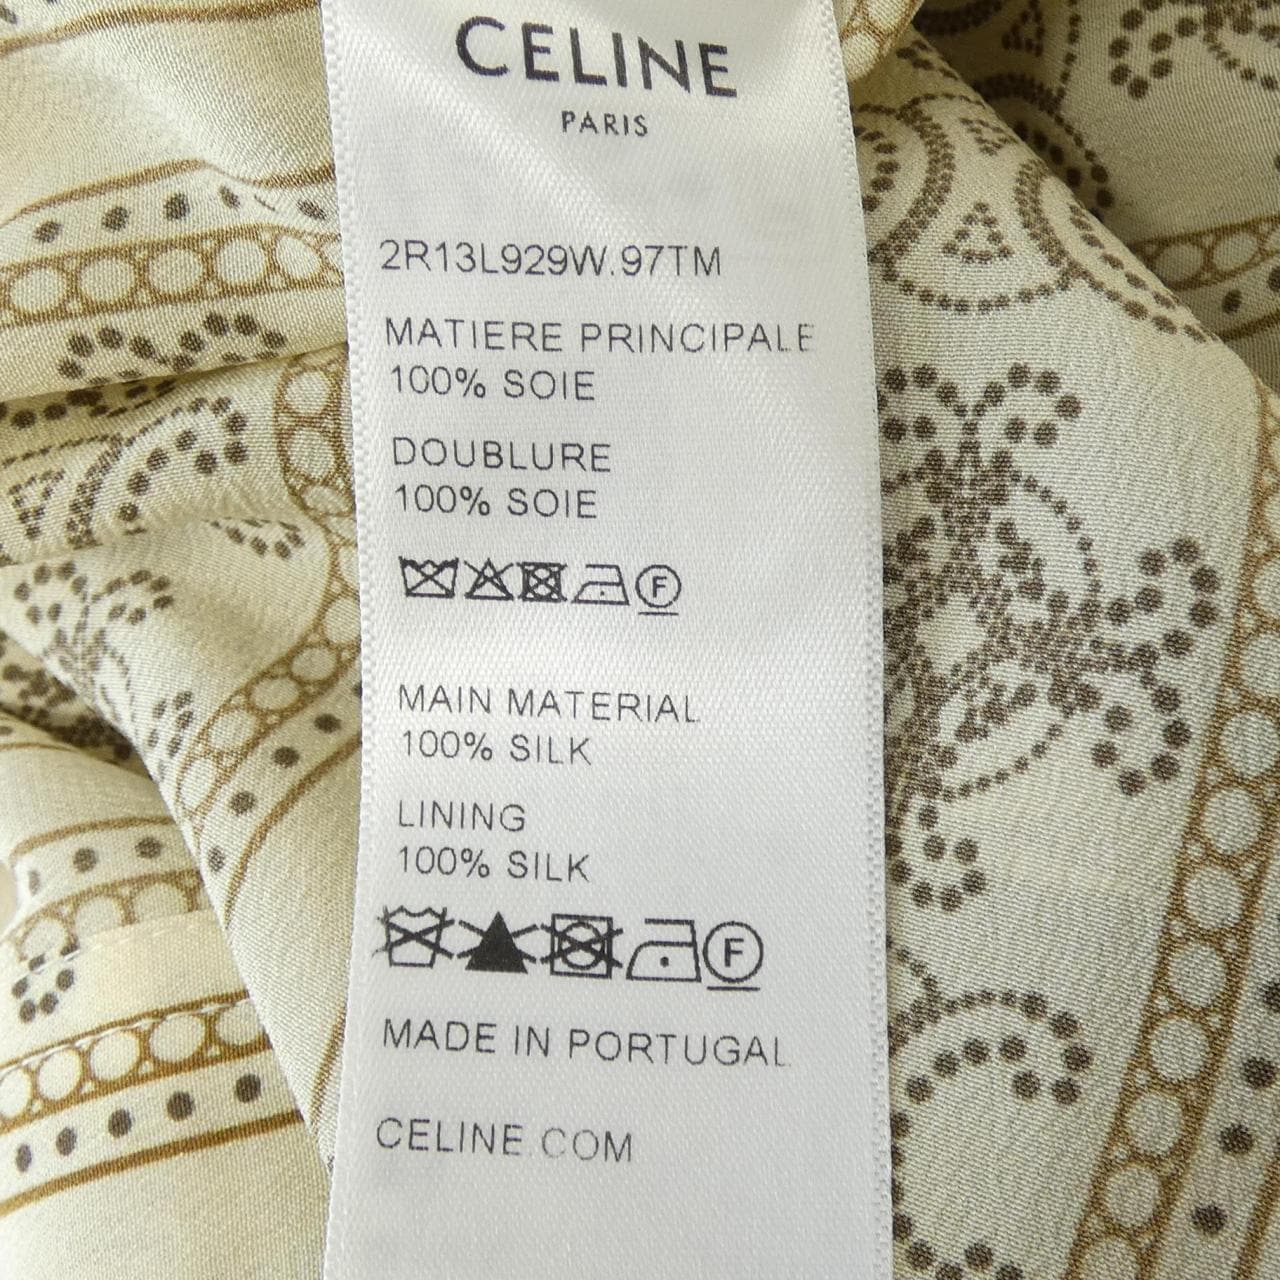 CELINE
PARIS
2R13L929W.97TM
MATIERE PRINCIPALE
100% SOIE
DOUBLURE
100% SOIE
F
MAIN MATERIAL
100% SILK
LINING
100% SILK
F
MADE IN PORTUGAL
CELINE.COM